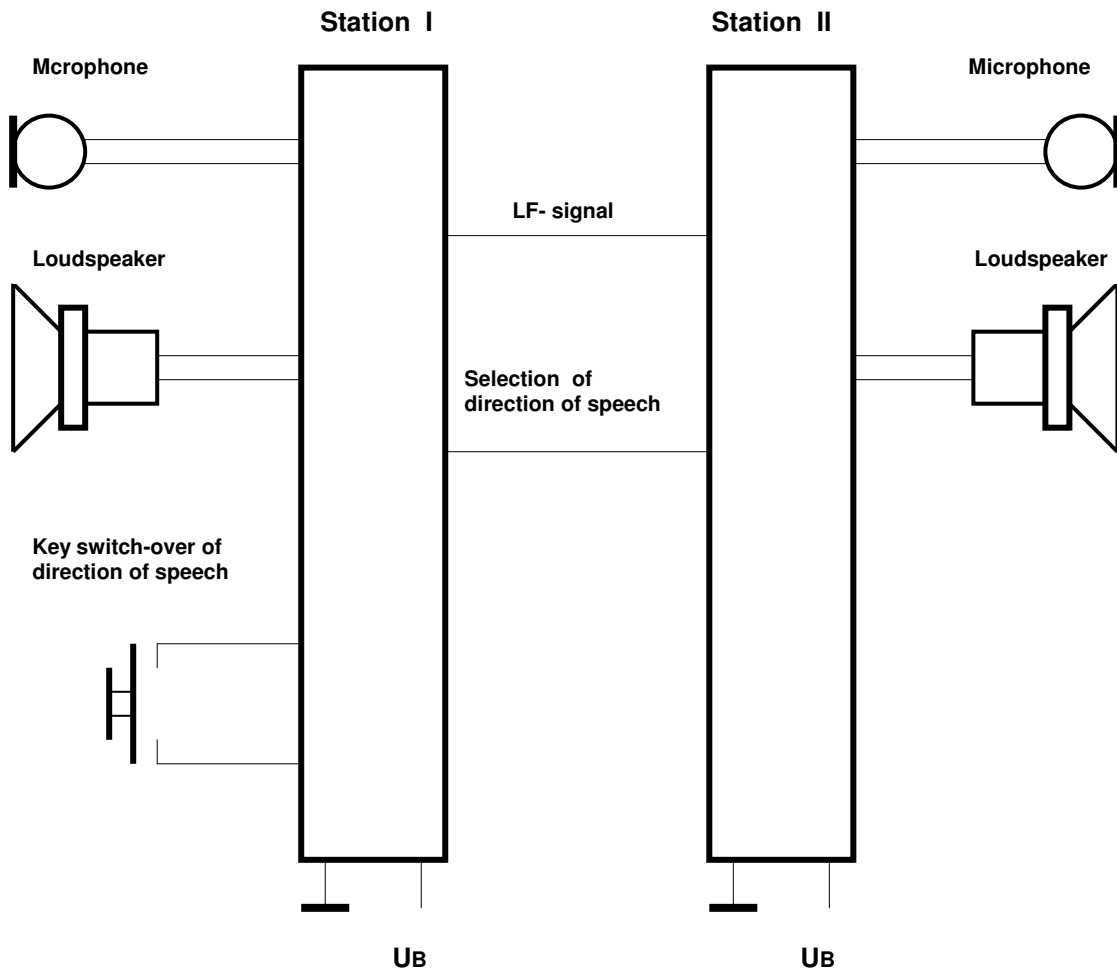 Station I
Station II
Mcrophone
Microphone
LF- signal
Loudspeaker
Loudspeaker
Selection of
direction of speech
Key switch-over of
direction of speech
UB
UB